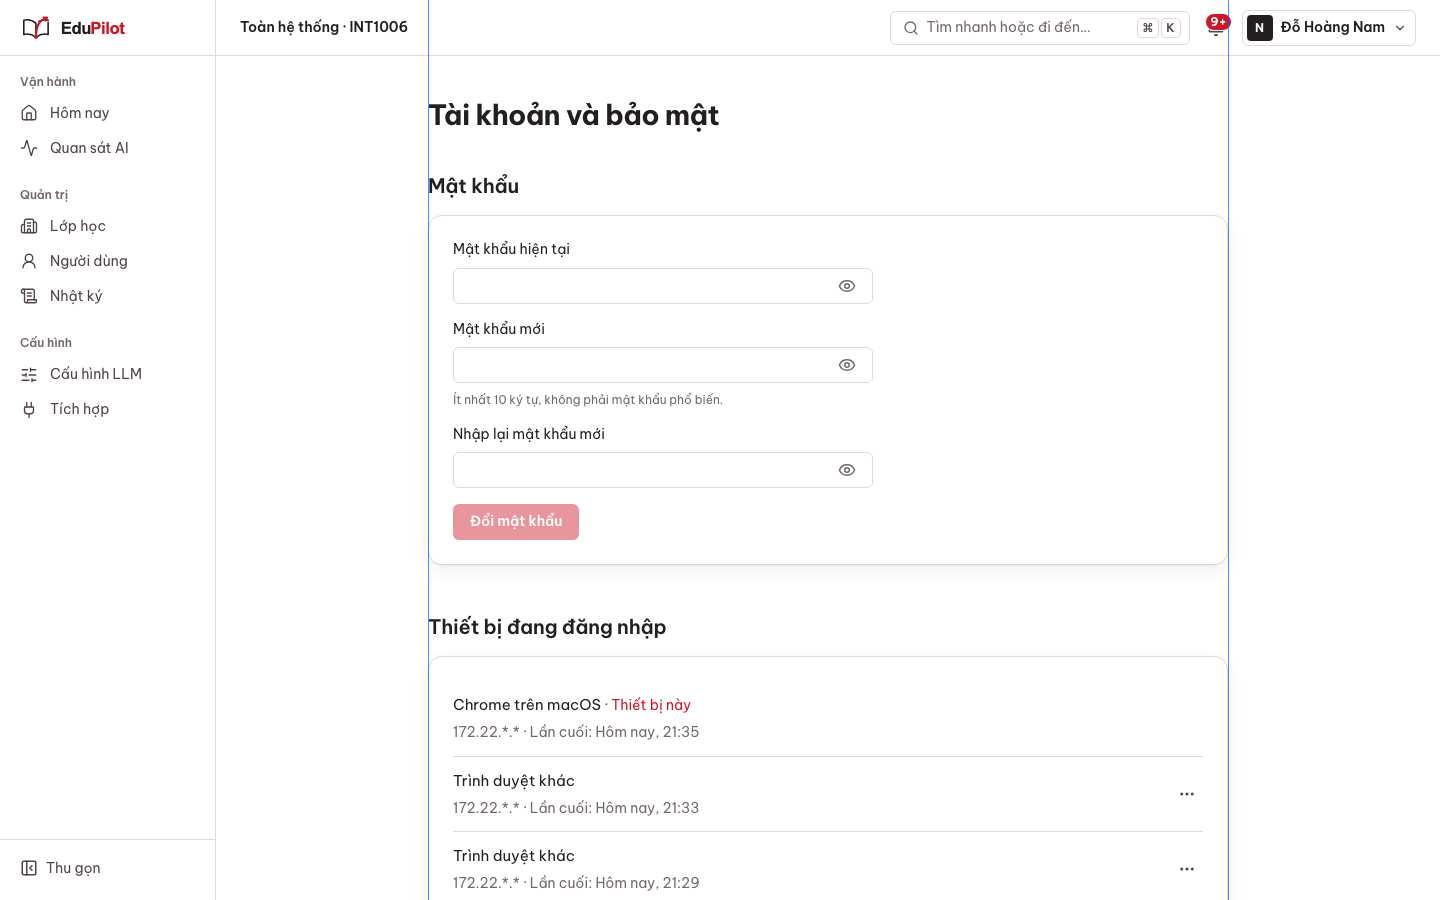 EduPilot
Toàn hệ thống · INT1006
Tìm nhanh hoặc đi đến...
⌘ K
9+
N
Đỗ Hoàng Nam
Vận hành
Hôm nay
Quan sát AI
Quản trị
Lớp học
Người dùng
Nhật ký
Cấu hình
Cấu hình LLM
Tích hợp
Thu gọn
Tài khoản và bảo mật
Mật khẩu
Mật khẩu hiện tại
Mật khẩu mới
Ít nhất 10 ký tự, không phải mật khẩu phổ biến.
Nhập lại mật khẩu mới
Đổi mật khẩu
Thiết bị đang đăng nhập
Chrome trên macOS · Thiết bị này
172.22.*.* · Lần cuối: Hôm nay, 21:35
Trình duyệt khác
172.22.*.* · Lần cuối: Hôm nay, 21:33
Trình duyệt khác
172.22.*.* · Lần cuối: Hôm nay, 21:29